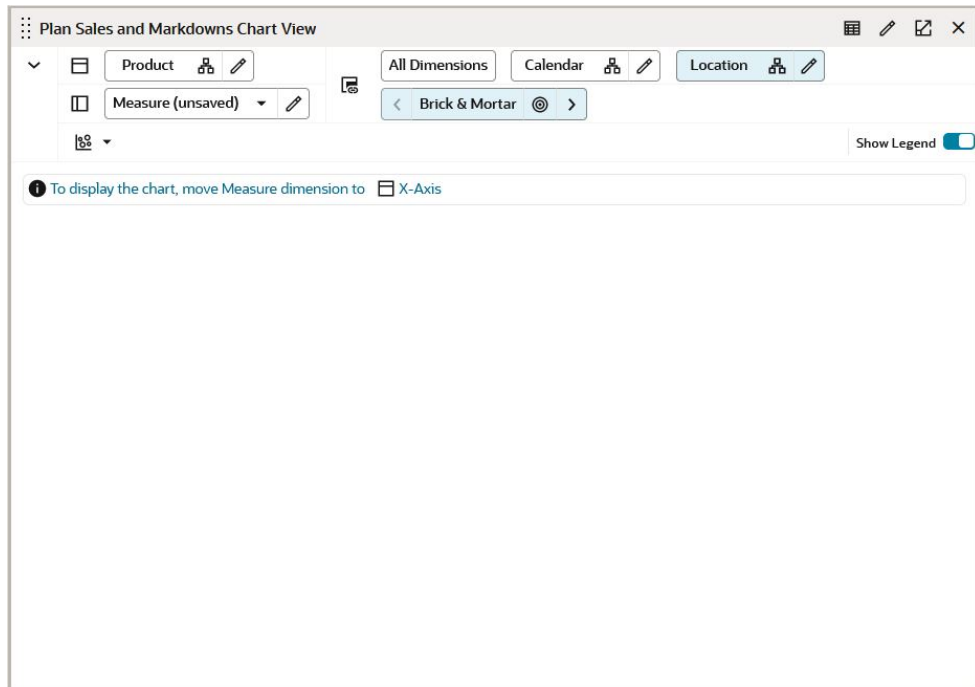 Plan Sales and Markdowns Chart View
Product
All Dimensions
Calendar
Location
Measure (unsaved)
Brick & Mortar
Show Legend
To display the chart, move Measure dimension to X-Axis